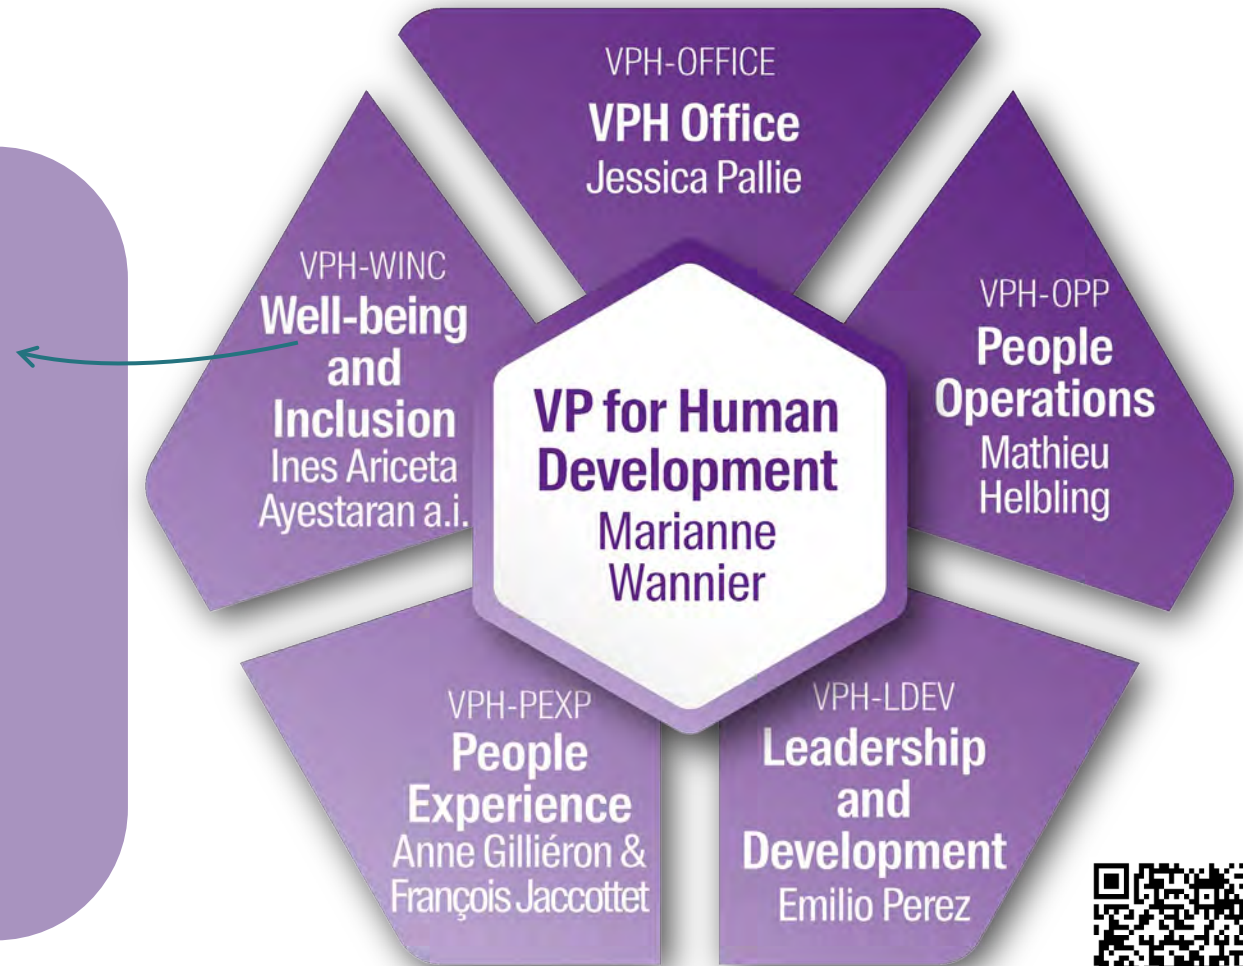 VPH-OFFICE
VPH Office
Jessica Pallie
VPH-WINC
Well-being
and
Inclusion
Ines Ariceta
Ayestaran a.i.
VP for Human
Development
Marianne
Wannier
VPH-OPP
People
Operations
Mathieu
Helbling
VPH-PEXP
People
Experience
Anne Gilliéron &
François Jaccottet
VPH-LDEV
Leadership
and
Development
Emilio Perez